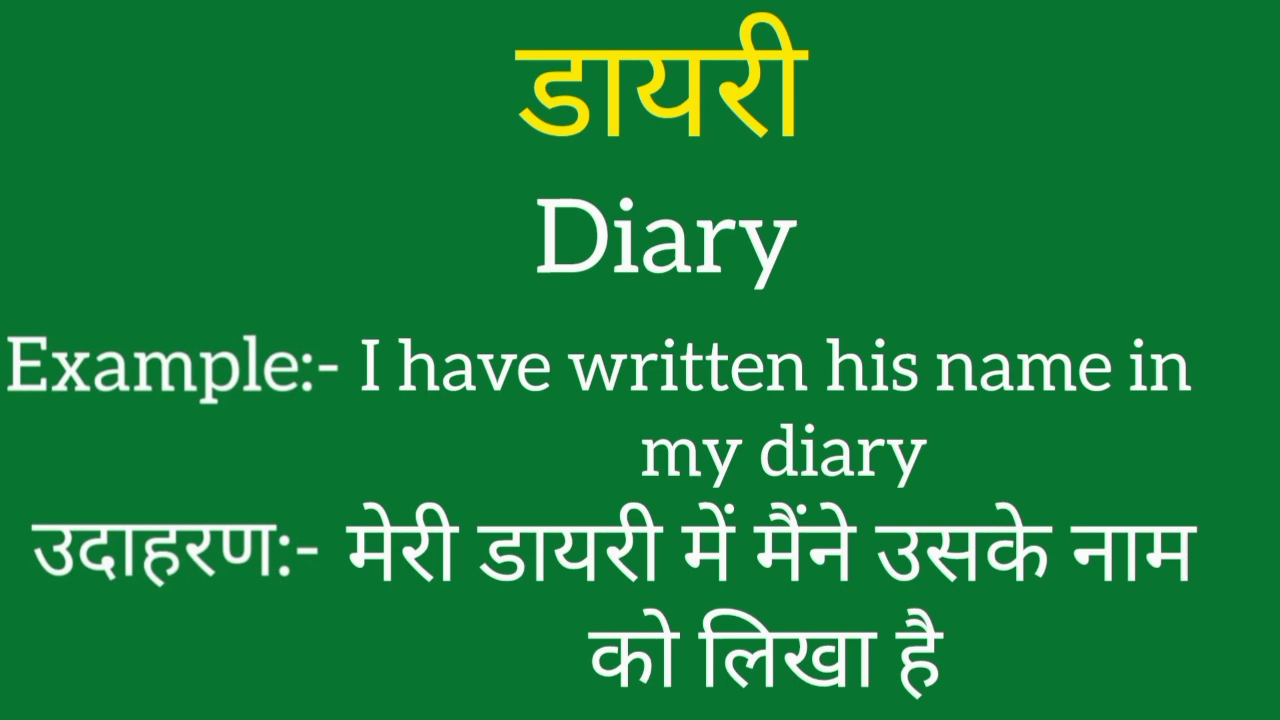 डायरी
Diary
Example:- I have written his name in
my diary
उदाहरण:- मेरी डायरी में मैंने उसके नाम
को लिखा है